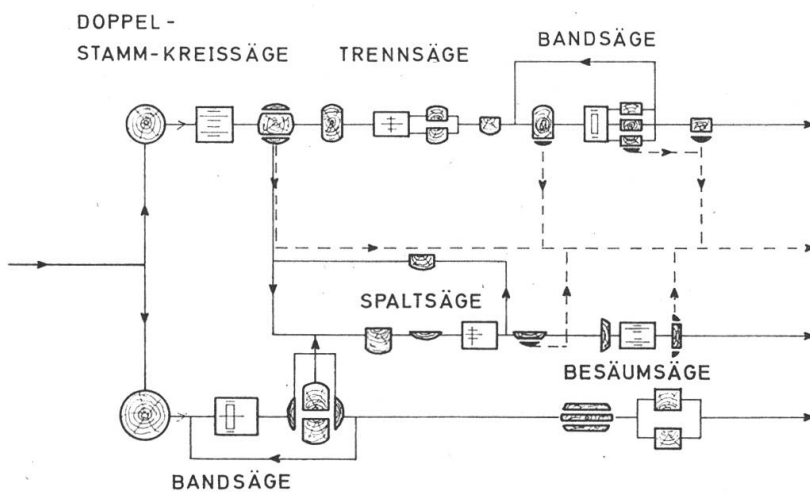 DOPPEL-
STAMM-KREISSÄGE
TRENNSÄGE
BANDSÄGE
SPALTSÄGE
BESÄUMSÄGE
BANDSÄGE